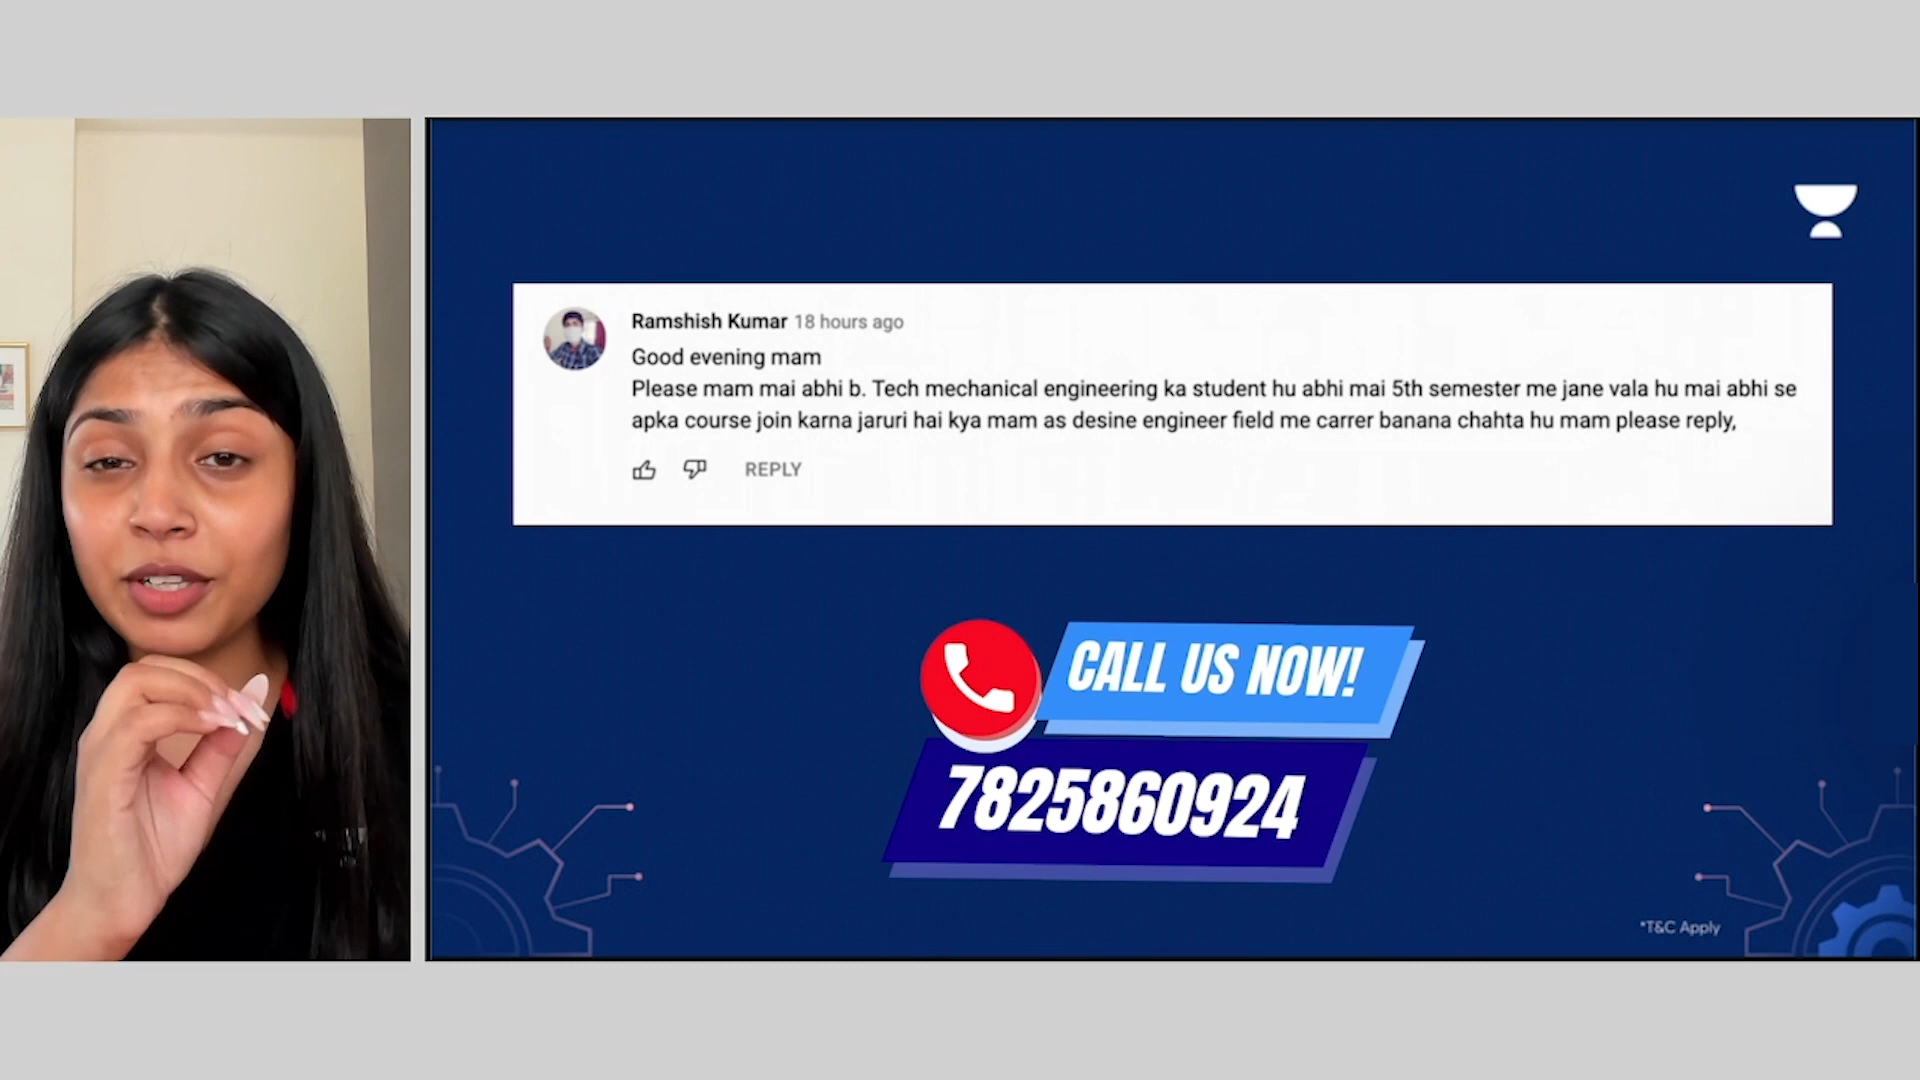 Ramshish Kumar 18 hours ago
Good evening mam
Please mam mai abhi b. Tech mechanical engineering ka student hu abhi mai 5th semester me jane vala hu mai abhi se
apka course join karna jaruri hai kya mam as desine engineer field me carrer banana chahta hu mam please reply,
REPLY
CALL US NOW!
7825860924
*T&C Apply